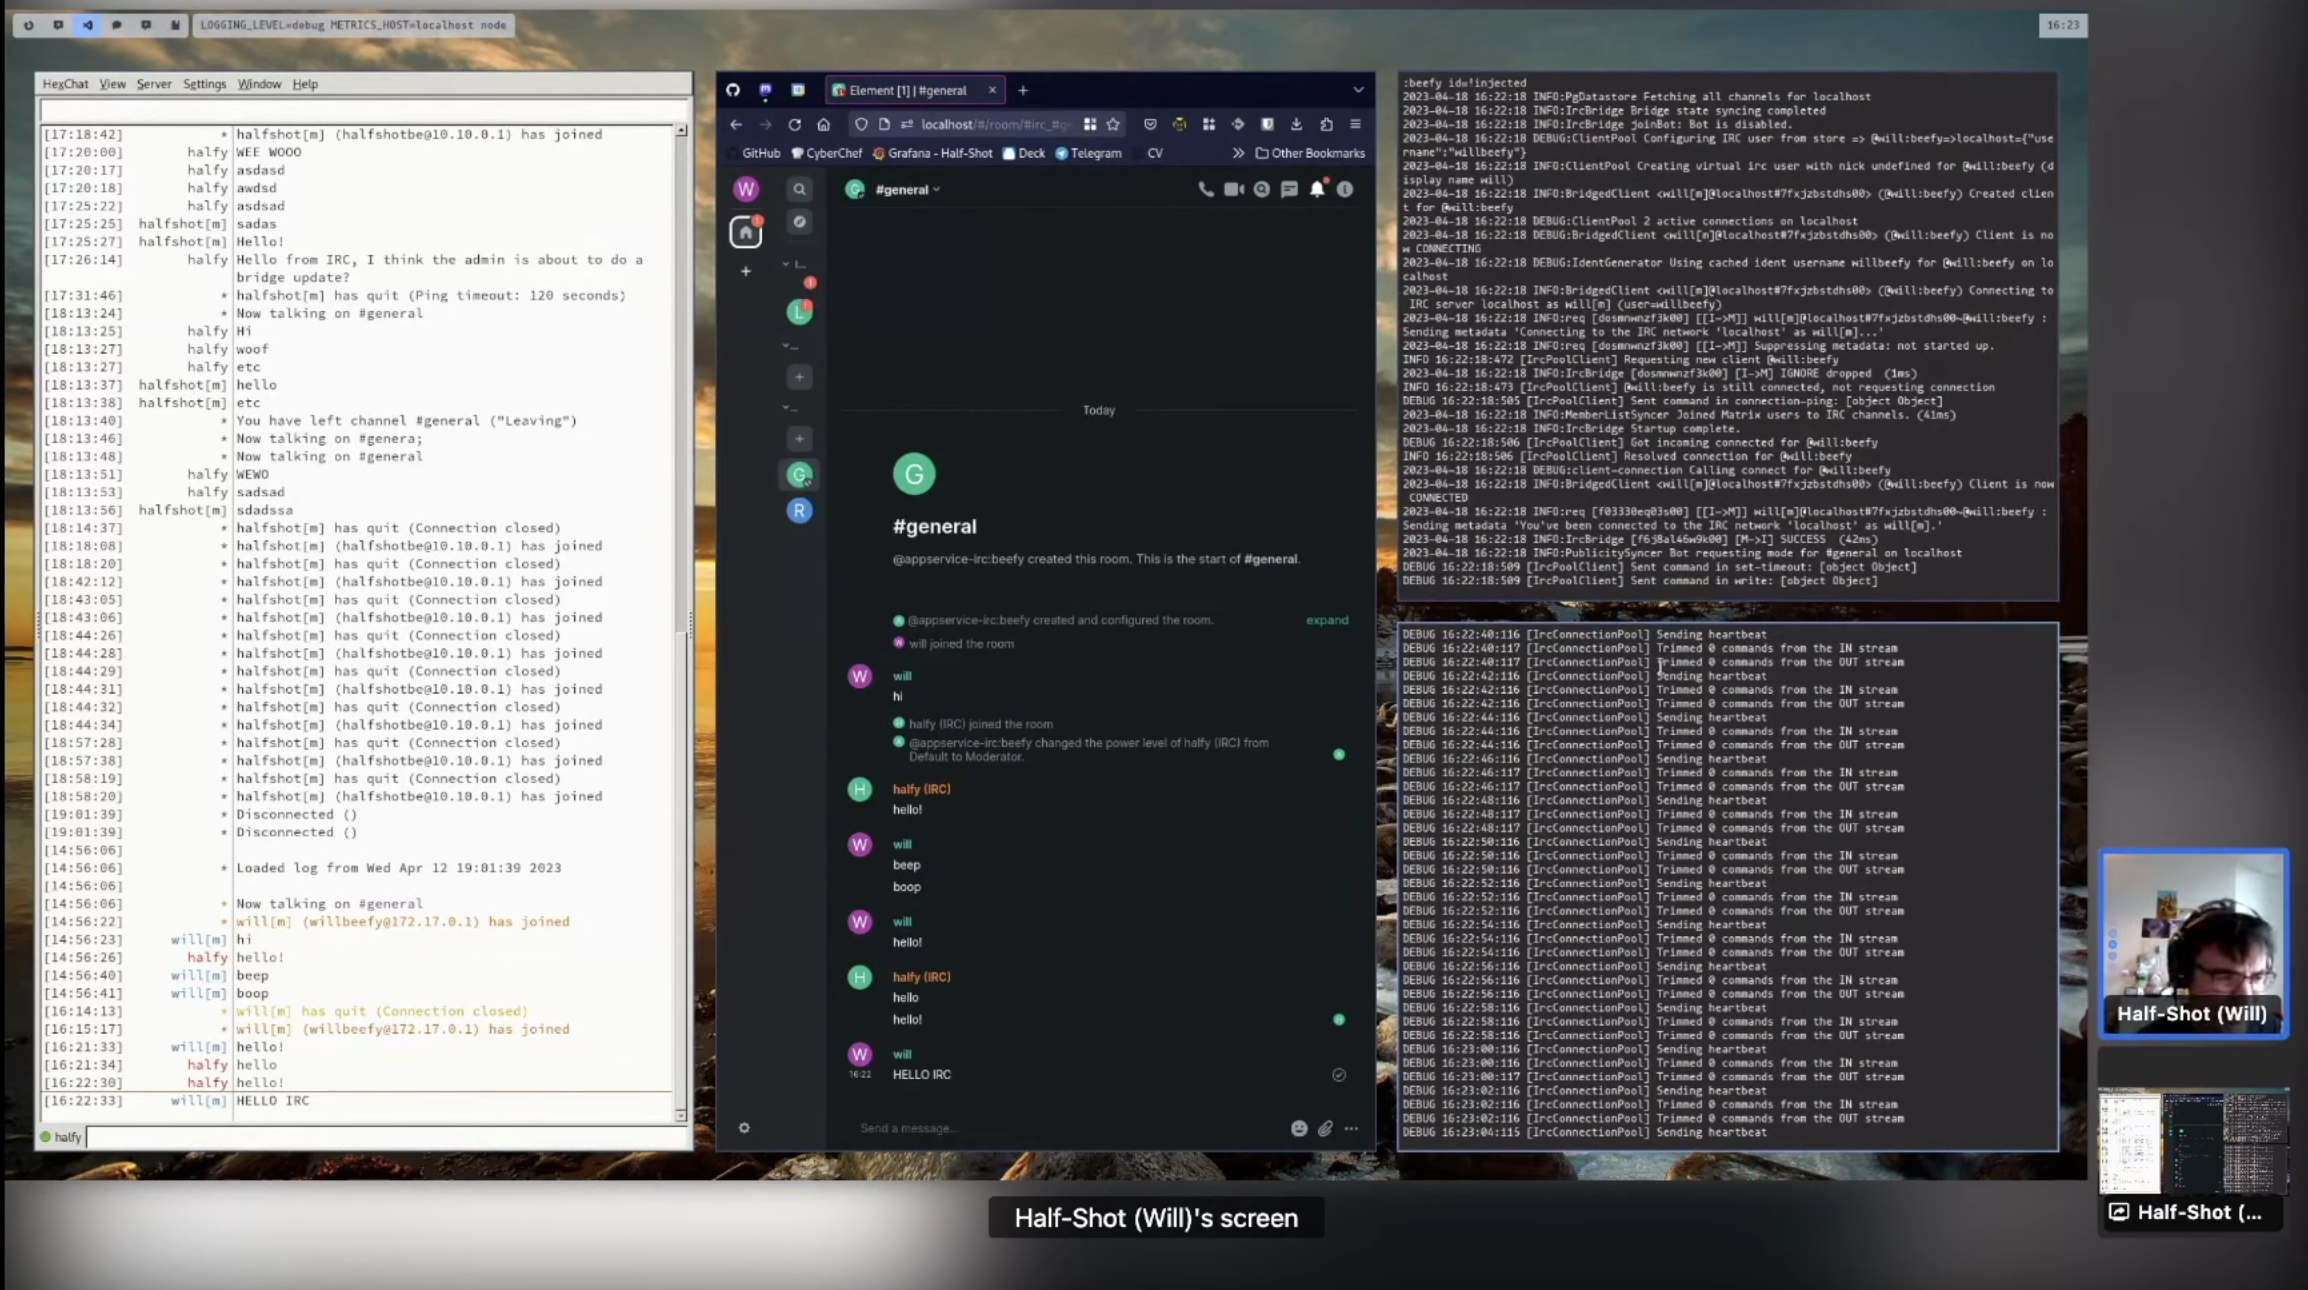 LOGGING_LEVEL=debug METRICS_HOST=localhost node
16:23
HexChat View Server Settings Window Help
[17:18:42] * halfshot[m] (halfshotbe@10.10.0.1) has joined
[17:20:00] halfy WEE WOOO
[17:20:17] halfy asdasd
[17:20:18] halfy awdsd
[17:25:22] halfy asdsad
[17:25:25] halfshot[m] sadas
[17:25:27] halfshot[m] Hello!
[17:26:14] halfy Hello from IRC, I think the admin is about to do a
bridge update?
[17:31:46] * halfshot[m] has quit (Ping timeout: 120 seconds)
[18:13:24] * Now talking on #general
[18:13:25] halfy Hi
[18:13:27] halfy woof
[18:13:27] halfy etc
[18:13:37] halfshot[m] hello
[18:13:38] halfshot[m] etc
[18:13:40] * You have left channel #general ("Leaving")
[18:13:46] * Now talking on #genera;
[18:13:48] * Now talking on #general
[18:13:51] halfy WEWO
[18:13:53] halfy sadsad
[18:13:56] halfshot[m] sdadssa
[18:14:37] * halfshot[m] has quit (Connection closed)
[18:18:08] * halfshot[m] (halfshotbe@10.10.0.1) has joined
[18:18:20] * halfshot[m] has quit (Connection closed)
[18:42:12] * halfshot[m] (halfshotbe@10.10.0.1) has joined
[18:43:05] * halfshot[m] has quit (Connection closed)
[18:43:06] * halfshot[m] (halfshotbe@10.10.0.1) has joined
[18:44:26] * halfshot[m] has quit (Connection closed)
[18:44:28] * halfshot[m] (halfshotbe@10.10.0.1) has joined
[18:44:29] * halfshot[m] has quit (Connection closed)
[18:44:31] * halfshot[m] (halfshotbe@10.10.0.1) has joined
[18:44:32] * halfshot[m] has quit (Connection closed)
[18:44:34] * halfshot[m] (halfshotbe@10.10.0.1) has joined
[18:57:28] * halfshot[m] has quit (Connection closed)
[18:57:38] * halfshot[m] (halfshotbe@10.10.0.1) has joined
[18:58:19] * halfshot[m] has quit (Connection closed)
[18:58:20] * halfshot[m] (halfshotbe@10.10.0.1) has joined
[19:01:39] * Disconnected ()
[19:01:39] * Disconnected ()
[14:56:06] *
[14:56:06] * Loaded log from Wed Apr 12 19:01:39 2023
[14:56:06]
[14:56:06] * Now talking on #general
[14:56:22] * will[m] (willbeefy@172.17.0.1) has joined
[14:56:23] will[m] hi
[14:56:26] halfy hello!
[14:56:40] will[m] beep
[14:56:41] will[m] boop
[16:14:13] * will[m] has quit (Connection closed)
[16:15:17] * will[m] (willbeefy@172.17.0.1) has joined
[16:21:33] will[m] hello!
[16:21:34] halfy hello
[16:22:30] halfy hello!
[16:22:33] will[m] HELLO IRC
halfy
Element [1] | #general
localhost/#/room/#irc_#g
GitHub CyberChef Grafana - Half-Shot Deck Telegram CV Other Bookmarks
W
L
G
R
#general
Today
G
#general
@appservice-irc:beefy created this room. This is the start of #general.
@appservice-irc:beefy created and configured the room. expand
will joined the room
W will
hi
halfy (IRC) joined the room
@appservice-irc:beefy changed the power level of halfy (IRC) from
Default to Moderator.
H halfy (IRC)
hello!
W will
beep
boop
W will
hello!
H halfy (IRC)
hello
hello!
W will
16:22 HELLO IRC
Send a message...
:beefy id=!injected
2023-04-18 16:22:18 INFO:PgDatastore Fetching all channels for localhost
2023-04-18 16:22:18 INFO:IrcBridge Bridge state syncing completed
2023-04-18 16:22:18 INFO:IrcBridge joinBot: Bot is disabled.
2023-04-18 16:22:18 DEBUG:ClientPool Configuring IRC user from store => @will:beefy=>localhost={"use
rname":"willbeefy"}
2023-04-18 16:22:18 INFO:ClientPool Creating virtual irc user with nick undefined for @will:beefy (d
isplay name will)
2023-04-18 16:22:18 INFO:BridgedClient <will[m]@localhost#7fxjzbstdhs00> (@will:beefy) Created clien
t for @will:beefy
2023-04-18 16:22:18 DEBUG:ClientPool 2 active connections on localhost
2023-04-18 16:22:18 DEBUG:BridgedClient <will[m]@localhost#7fxjzbstdhs00> (@will:beefy) Client is no
w CONNECTING
2023-04-18 16:22:18 DEBUG:IdentGenerator Using cached ident username willbeefy for @will:beefy on lo
calhost
2023-04-18 16:22:18 INFO:BridgedClient <will[m]@localhost#7fxjzbstdhs00> (@will:beefy) Connecting to
IRC server localhost as will[m] (user=willbeefy)
2023-04-18 16:22:18 INFO:req [dosmnwnzf3k00] [[I->M]] will[m]@localhost#7fxjzbstdhs00~@will:beefy :
Sending metadata 'Connecting to the IRC network 'localhost' as will[m]...'
2023-04-18 16:22:18 INFO:req [dosmnwnzf3k00] [[I->M]] Suppressing metadata: not started up.
INFO 16:22:18:472 [IrcPoolClient] Requesting new client @will:beefy
2023-04-18 16:22:18 INFO:IrcBridge [dosmnwnzf3k00] [I->M] IGNORE dropped (1ms)
INFO 16:22:18:473 [IrcPoolClient] @will:beefy is still connected, not requesting connection
DEBUG 16:22:18:505 [IrcPoolClient] Sent command in connection-ping: [object Object]
2023-04-18 16:22:18 INFO:MemberListSyncer Joined Matrix users to IRC channels. (41ms)
2023-04-18 16:22:18 INFO:IrcBridge Startup complete.
DEBUG 16:22:18:506 [IrcPoolClient] Got incoming connected for @will:beefy
INFO 16:22:18:506 [IrcPoolClient] Resolved connection for @will:beefy
2023-04-18 16:22:18 DEBUG:client-connection Calling connect for @will:beefy
2023-04-18 16:22:18 INFO:BridgedClient <will[m]@localhost#7fxjzbstdhs00> (@will:beefy) Client is now
CONNECTED
2023-04-18 16:22:18 INFO:req [f03330eq03s00] [[I->M]] will[m]@localhost#7fxjzbstdhs00~@will:beefy :
Sending metadata 'You've been connected to the IRC network 'localhost' as will[m].'
2023-04-18 16:22:18 INFO:IrcBridge [f6j8al46w9k00] [M->I] SUCCESS (42ms)
2023-04-18 16:22:18 INFO:PublicitySyncer Bot requesting mode for #general on localhost
DEBUG 16:22:18:509 [IrcPoolClient] Sent command in set-timeout: [object Object]
DEBUG 16:22:18:509 [IrcPoolClient] Sent command in write: [object Object]
DEBUG 16:22:40:116 [IrcConnectionPool] Sending heartbeat
DEBUG 16:22:40:117 [IrcConnectionPool] Trimmed 0 commands from the IN stream
DEBUG 16:22:40:117 [IrcConnectionPool] Trimmed 0 commands from the OUT stream
DEBUG 16:22:42:116 [IrcConnectionPool] Sending heartbeat
DEBUG 16:22:42:116 [IrcConnectionPool] Trimmed 0 commands from the IN stream
DEBUG 16:22:42:116 [IrcConnectionPool] Trimmed 0 commands from the OUT stream
DEBUG 16:22:44:116 [IrcConnectionPool] Sending heartbeat
DEBUG 16:22:44:116 [IrcConnectionPool] Trimmed 0 commands from the IN stream
DEBUG 16:22:44:116 [IrcConnectionPool] Trimmed 0 commands from the OUT stream
DEBUG 16:22:46:116 [IrcConnectionPool] Sending heartbeat
DEBUG 16:22:46:117 [IrcConnectionPool] Trimmed 0 commands from the IN stream
DEBUG 16:22:46:117 [IrcConnectionPool] Trimmed 0 commands from the OUT stream
DEBUG 16:22:48:116 [IrcConnectionPool] Sending heartbeat
DEBUG 16:22:48:117 [IrcConnectionPool] Trimmed 0 commands from the IN stream
DEBUG 16:22:48:117 [IrcConnectionPool] Trimmed 0 commands from the OUT stream
DEBUG 16:22:50:116 [IrcConnectionPool] Sending heartbeat
DEBUG 16:22:50:116 [IrcConnectionPool] Trimmed 0 commands from the IN stream
DEBUG 16:22:50:116 [IrcConnectionPool] Trimmed 0 commands from the OUT stream
DEBUG 16:22:52:116 [IrcConnectionPool] Sending heartbeat
DEBUG 16:22:52:116 [IrcConnectionPool] Trimmed 0 commands from the IN stream
DEBUG 16:22:52:116 [IrcConnectionPool] Trimmed 0 commands from the OUT stream
DEBUG 16:22:54:116 [IrcConnectionPool] Sending heartbeat
DEBUG 16:22:54:116 [IrcConnectionPool] Trimmed 0 commands from the IN stream
DEBUG 16:22:54:116 [IrcConnectionPool] Trimmed 0 commands from the OUT stream
DEBUG 16:22:56:116 [IrcConnectionPool] Sending heartbeat
DEBUG 16:22:56:116 [IrcConnectionPool] Trimmed 0 commands from the IN stream
DEBUG 16:22:56:116 [IrcConnectionPool] Trimmed 0 commands from the OUT stream
DEBUG 16:22:58:116 [IrcConnectionPool] Sending heartbeat
DEBUG 16:22:58:116 [IrcConnectionPool] Trimmed 0 commands from the IN stream
DEBUG 16:22:58:116 [IrcConnectionPool] Trimmed 0 commands from the OUT stream
DEBUG 16:23:00:116 [IrcConnectionPool] Sending heartbeat
DEBUG 16:23:00:116 [IrcConnectionPool] Trimmed 0 commands from the IN stream
DEBUG 16:23:00:117 [IrcConnectionPool] Trimmed 0 commands from the OUT stream
DEBUG 16:23:02:116 [IrcConnectionPool] Sending heartbeat
DEBUG 16:23:02:116 [IrcConnectionPool] Trimmed 0 commands from the IN stream
DEBUG 16:23:02:116 [IrcConnectionPool] Trimmed 0 commands from the OUT stream
DEBUG 16:23:04:115 [IrcConnectionPool] Sending heartbeat
Half-Shot (Will)
Half-Shot (...
Half-Shot (Will)'s screen